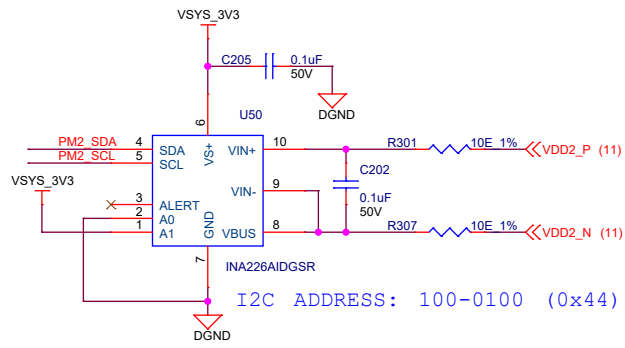 VSYS_3V3
C205
0.1uF
50V
DGND
U50
6
VS+
PM2_SDA
4
SDA
VIN+
10
R301
10E_1%
VDD2_P (11)
PM2_SCL
5
SCL
C202
0.1uF
50V
VSYS_3V3
VIN-
9
3
ALERT
2
A0
1
A1
GND
VBUS
8
R307
10E_1%
VDD2_N (11)
7
INA226AIDGSR
I2C ADDRESS: 100-0100 (0x44)
DGND